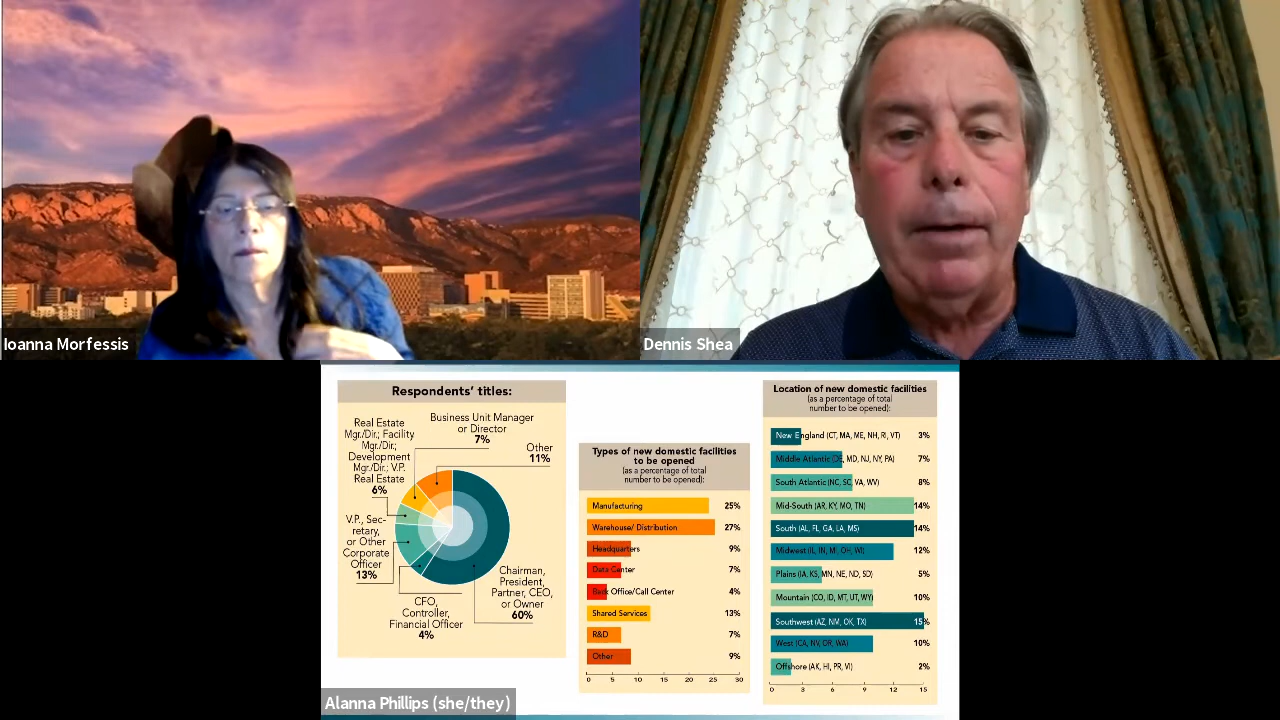 Ioanna Morfessis
Dennis Shea
Respondents' titles:
Real Estate
Mgr./Dir.; Facility
Mgr./Dir.;
Development
Mgr./Dir.; V.P.
Real Estate
6%
Business Unit Manager
or Director
7%
Other
11%
V.P., Sec-
retary,
or Other
Corporate
Officer
13%
CFO,
Controller,
Financial Officer
4%
Chairman,
President,
Partner, CEO,
or Owner
60%
Types of new domestic facilities
to be opened
(as a percentage of total
number to be opened):
Manufacturing 25%
Warehouse/ Distribution 27%
Headquarters 9%
Data Center 7%
Back Office/Call Center 4%
Shared Services 13%
R&D 7%
Other 9%
0 5 10 15 20 25 30
Location of new domestic facilities
(as a percentage of total
number to be opened):
New England (CT, MA, ME, NH, RI, VT) 3%
Middle Atlantic (DE, MD, NJ, NY, PA) 7%
South Atlantic (NC, SC, VA, WV) 8%
Mid-South (AR, KY, MO, TN) 14%
South (AL, FL, GA, LA, MS) 14%
Midwest (IL, IN, MI, OH, WI) 12%
Plains (IA, KS, MN, NE, ND, SD) 5%
Mountain (CO, ID, MT, UT, WY) 10%
Southwest (AZ, NM, OK, TX) 15%
West (CA, NV, OR, WA) 10%
Offshore (AK, HI, PR, VI) 2%
0 3 6 9 12 15
Alanna Phillips (she/they)